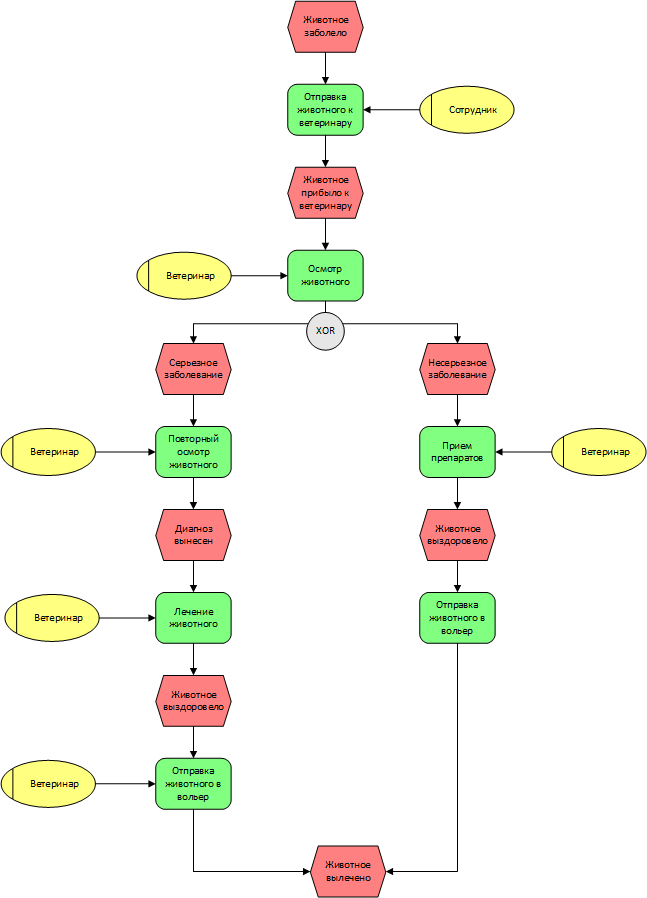 Животное
заболело
Отправка
животного к
ветеринару
Сотрудник
Животное
прибыло к
ветеринару
Осмотр
животного
Ветеринар
XOR
Серьезное
заболевание
Несерьезное
заболевание
Ветеринар
Повторный
осмотр
животного
Прием
препаратов
Ветеринар
Диагноз
вынесен
Животное
выздоровело
Ветеринар
Лечение
животного
Отправка
животного в
вольер
Животное
выздоровело
Ветеринар
Отправка
животного в
вольер
Животное
вылечено